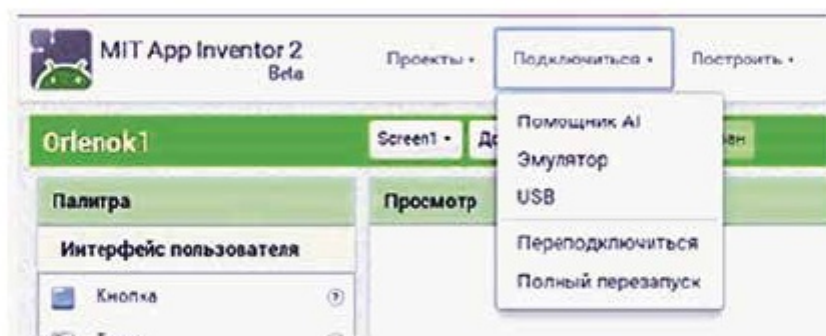 MIT App Inventor 2
Beta
Проекты
Подключиться
Построить
Помощник AI
Эмулятор
USB
Переподключиться
Полный перезапуск
Orlenok1
Screen1
Палитра
Просмотр
Интерфейс пользователя
Кнопка